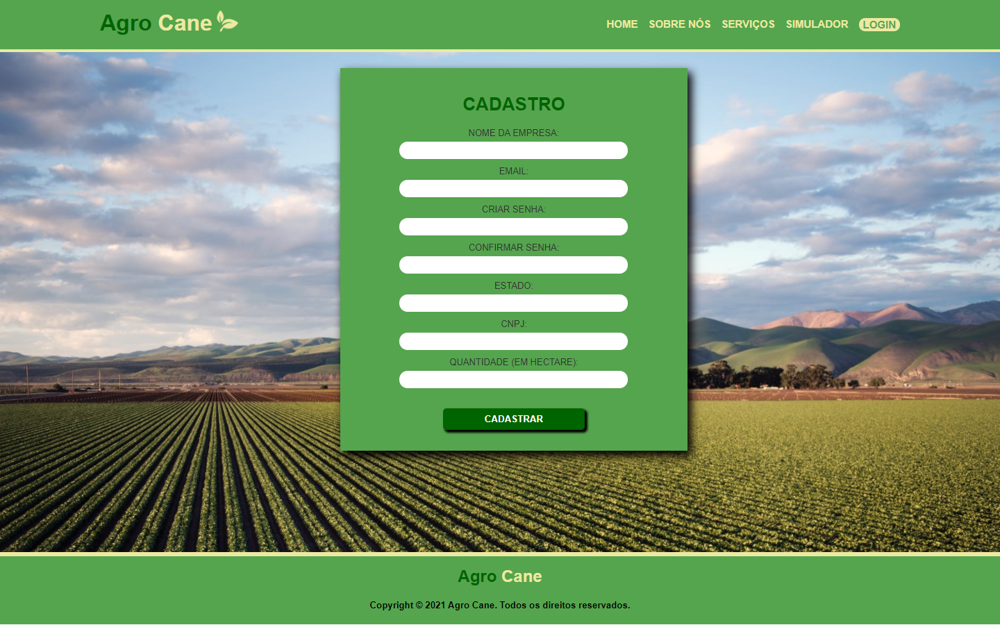 Agro Cane
HOME SOBRE NÓS SERVIÇOS SIMULADOR LOGIN
CADASTRO
NOME DA EMPRESA:
EMAIL:
CRIAR SENHA:
CONFIRMAR SENHA:
ESTADO:
CNPJ:
QUANTIDADE (EM HECTARE):
CADASTRAR
Agro Cane
Copyright © 2021 Agro Cane. Todos os direitos reservados.